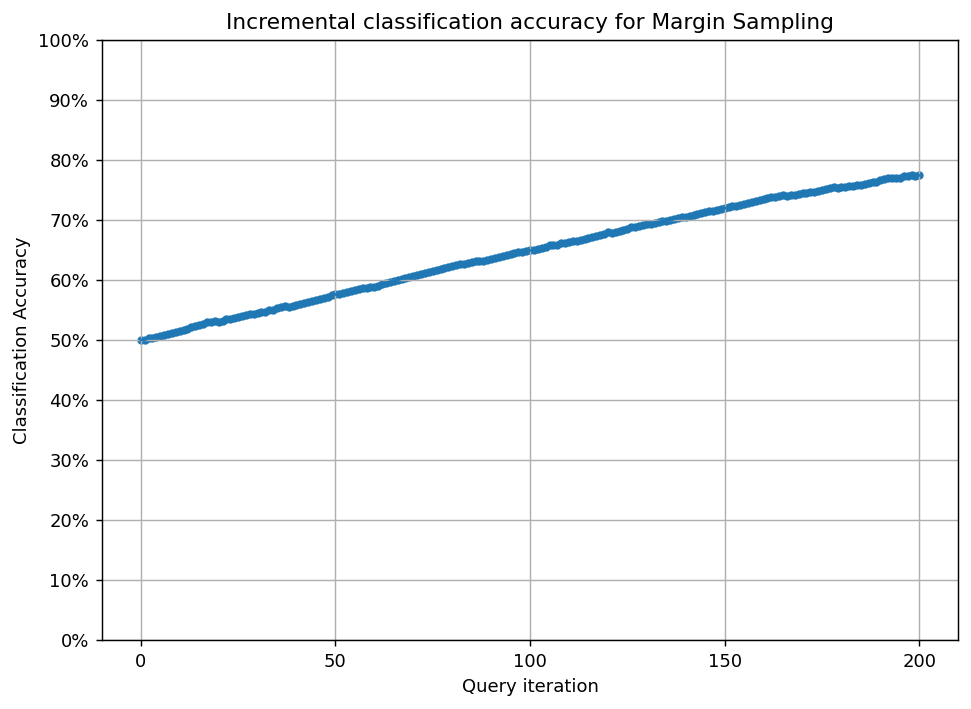 Incremental classification accuracy for Margin Sampling
100%
90%
80%
70%
60%
50%
40%
30%
20%
10%
0%
Classification Accuracy
0 50 100 150 200
Query iteration